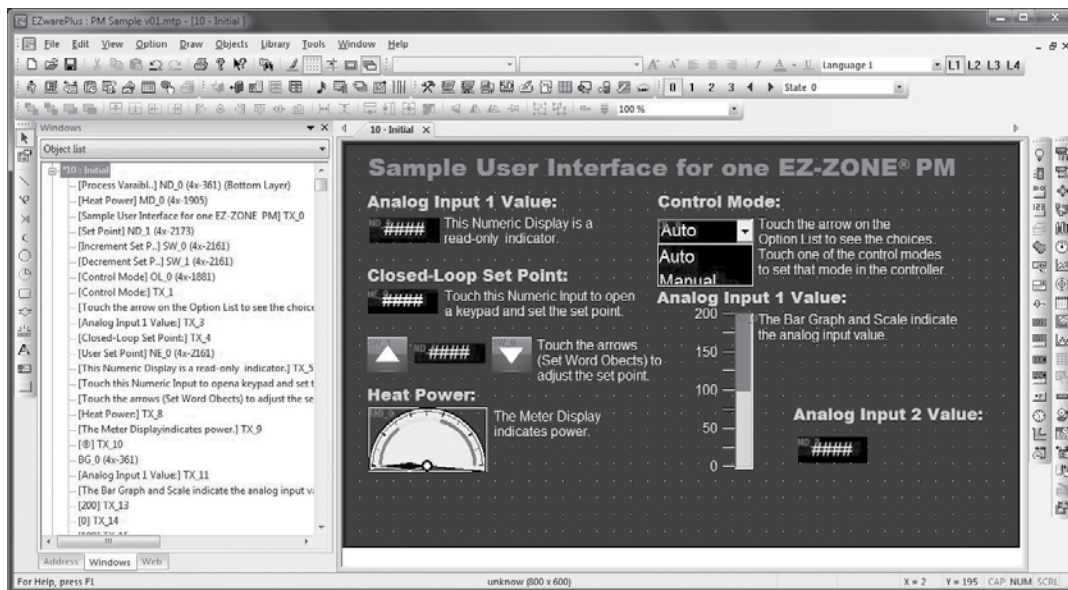 EZwarePlus : PM Sample v01.mtp - [10 - Initial ]
File Edit View Option Draw Objects Library Tools Window Help
Language 1 L1 L2 L3 L4
0 1 2 3 4 State 0
100 %
Windows
10 - Initial
Object list
*10 : Initial
[Process Varaibl..] ND_0 (4x-361) (Bottom Layer)
[Heat Power] MD_0 (4x-1905)
[Sample User Interface for one EZ-ZONE PM] TX_0
[Set Point] ND_1 (4x-2173)
[Increment Set P..] SW_0 (4x-2161)
[Decrement Set P..] SW_1 (4x-2161)
[Control Mode] OL_0 (4x-1881)
[Control Mode:] TX_1
[Touch the arrow on the Option List to see the choice
[Analog Input 1 Value:] TX_3
[Closed-Loop Set Point:] TX_4
[User Set Point] NE_0 (4x-2161)
[This Numeric Display is a read-only indicator.] TX_5
[Touch this Numeric Input to opena keypad and set t
[Touch the arrows (Set Word Obects) to adjust the se
[Heat Power:] TX_8
[The Meter Displayindicates power.] TX_9
[®] TX_10
BG_0 (4x-361)
[Analog Input 1 Value:] TX_11
[The Bar Graph and Scale indicate the analog input v
[200] TX_13
[0] TX_14
Address Windows Web
Sample User Interface for one EZ-ZONE® PM
Analog Input 1 Value:
####
This Numeric Display is a
read-only indicator.
Closed-Loop Set Point:
####
Touch this Numeric Input to open
a keypad and set the set point.
####
Touch the arrows
(Set Word Obects) to
adjust the set point.
Heat Power:
MD_0
The Meter Display
indicates power.
Control Mode:
Auto
Auto
Manual
Touch the arrow on the
Option List to see the choices.
Touch one of the control modes
to set that mode in the controller.
Analog Input 1 Value:
200
150
100
50
0
The Bar Graph and Scale indicate
the analog input value.
Analog Input 2 Value:
####
For Help, press F1 unknow (800 x 600) X = 2 Y = 195 CAP NUM SCRL